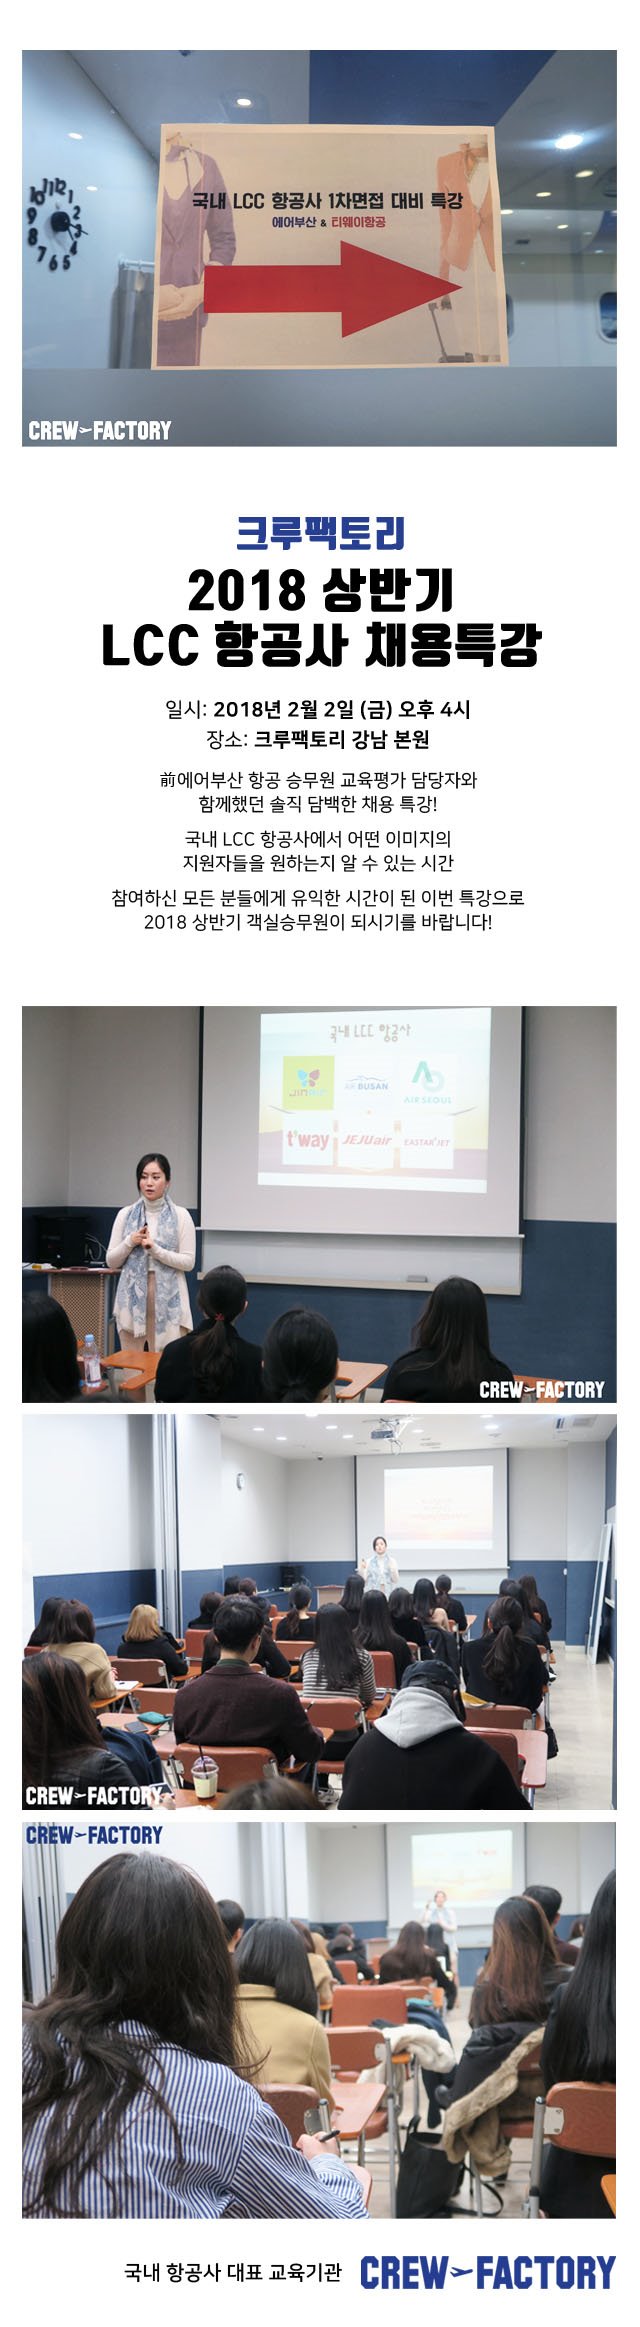 국내 LCC 항공사 1차면접 대비 특강
에어부산 & 티웨이항공
CREW FACTORY
크루팩토리
2018 상반기
LCC 항공사 채용특강
일시: 2018년 2월 2일 (금) 오후 4시
장소: 크루팩토리 강남 본원
前에어부산 항공 승무원 교육평가 담당자와
함께했던 솔직 담백한 채용 특강!
국내 LCC 항공사에서 어떤 이미지의
지원자들을 원하는지 알 수 있는 시간
참여하신 모든 분들에게 유익한 시간이 된 이번 특강으로
2018 상반기 객실승무원이 되시기를 바랍니다!
국내 LCC 항공사
JIN AIR
AIR BUSAN
AIR SEOUL
t'way
JEJUair
EASTAR JET
CREW FACTORY
CREW FACTORY
CREW FACTORY
국내 항공사 대표 교육기관 CREW FACTORY